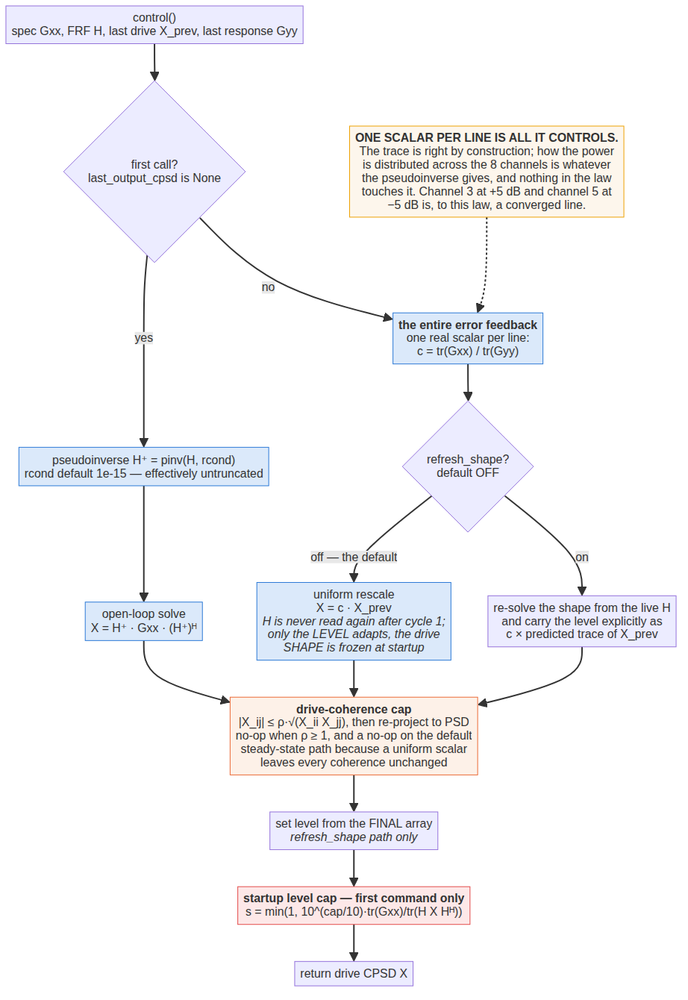 control()
spec Gxx, FRF H, last drive X_prev, last response Gyy
first call?
last_output_cpsd is None
ONE SCALAR PER LINE IS ALL IT CONTROLS.
The trace is right by construction; how the power
is distributed across the 8 channels is whatever
the pseudoinverse gives, and nothing in the law
touches it. Channel 3 at +5 dB and channel 5 at
−5 dB is, to this law, a converged line.
no
yes
the entire error feedback
one real scalar per line:
c = tr(Gxx) / tr(Gyy)
pseudoinverse H⁺ = pinv(H, rcond)
rcond default 1e-15 — effectively untruncated
refresh_shape?
default OFF
off — the default
on
open-loop solve
X = H⁺ · Gxx · (H⁺)ᴴ
uniform rescale
X = c · X_prev
H is never read again after cycle 1;
only the LEVEL adapts, the drive
SHAPE is frozen at startup
re-solve the shape from the live H
and carry the level explicitly as
c × predicted trace of X_prev
drive-coherence cap
|X_ij| ≤ ρ·√(X_ii X_jj), then re-project to PSD
no-op when ρ ≥ 1, and a no-op on the default
steady-state path because a uniform scalar
leaves every coherence unchanged
set level from the FINAL array
refresh_shape path only
startup level cap — first command only
s = min(1, 10^(cap/10)·tr(Gxx)/tr(H X Hᴴ))
return drive CPSD X